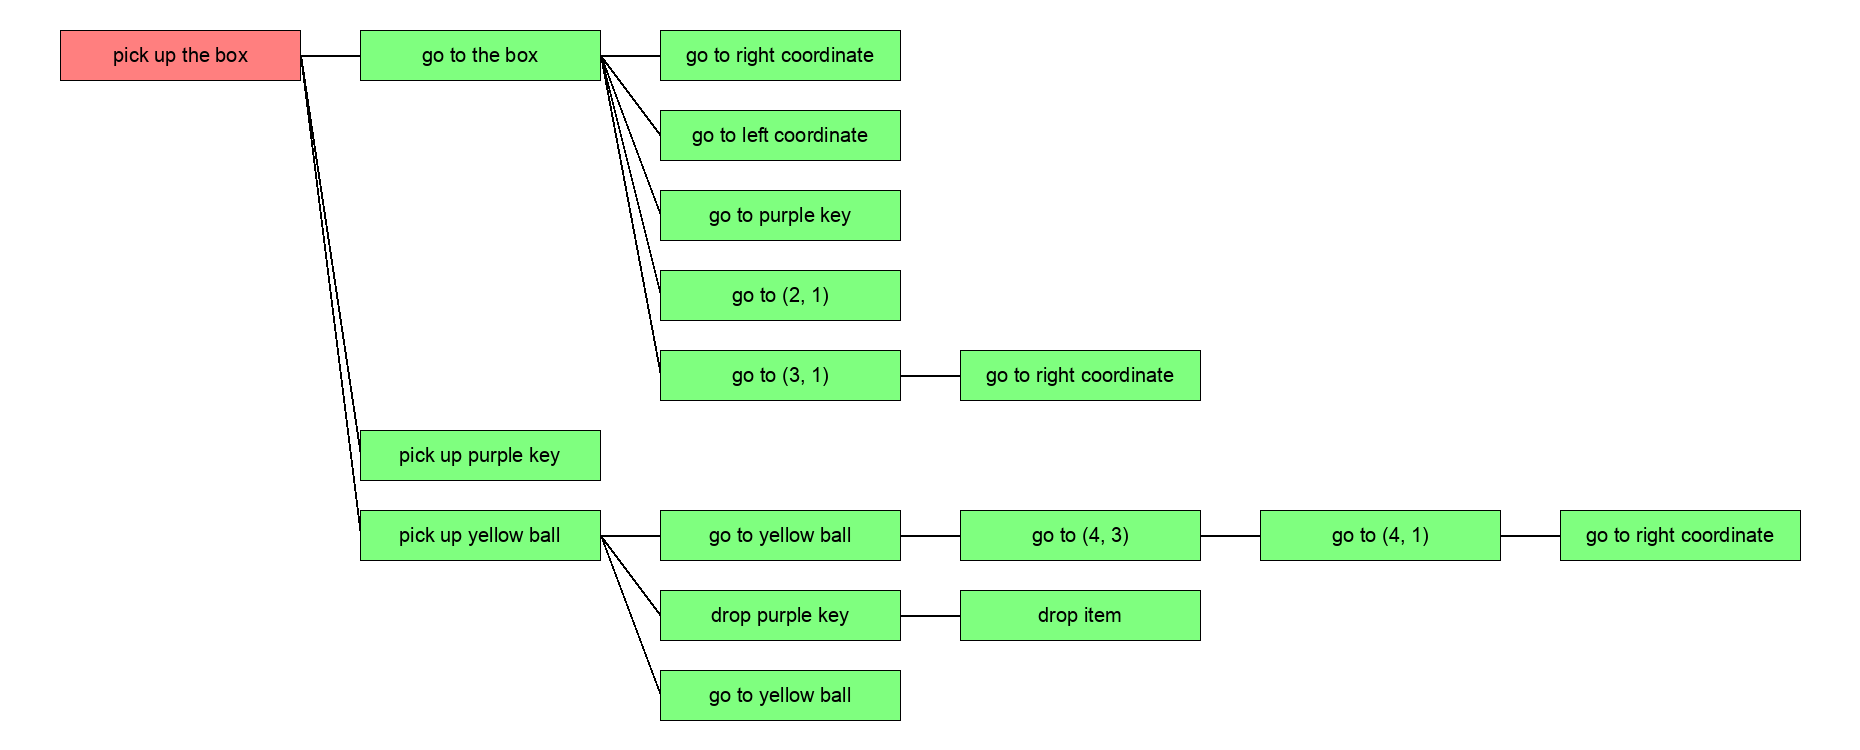 pick up the box
go to the box
go to right coordinate
go to left coordinate
go to purple key
go to (2, 1)
go to (3, 1)
go to right coordinate
pick up purple key
pick up yellow ball
go to yellow ball
go to (4, 3)
go to (4, 1)
go to right coordinate
drop purple key
drop item
go to yellow ball